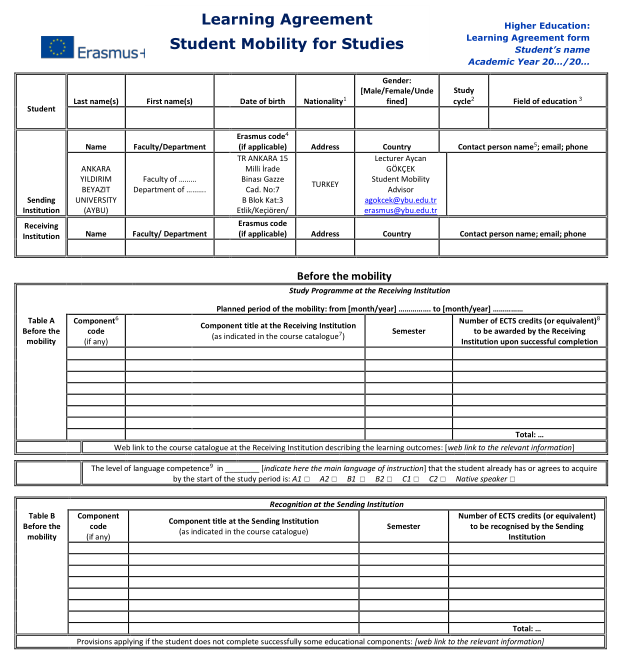 Learning Agreement
Student Mobility for Studies
Erasmus+
Higher Education:
Learning Agreement form
Student's name
Academic Year 20…/20…
Student
Last name(s)
First name(s)
Date of birth
Nationality1
Gender:
[Male/Female/Unde
fined]
Study
cycle2
Field of education 3
Sending
Institution
Name
Faculty/Department
Erasmus code4
(if applicable)
Address
Country
Contact person name5; email; phone
ANKARA
YILDIRIM
BEYAZIT
UNIVERSITY
(AYBU)
Faculty of ………
Department of ………
TR ANKARA 15
Milli İrade
Binası Gazze
Cad. No:7
B Blok Kat:3
Etlik/Keçiören/
TURKEY
Lecturer Aycan
GÖKÇEK
Student Mobility
Advisor
agokcek@ybu.edu.tr
erasmus@ybu.edu.tr
Receiving
Institution
Name
Faculty/ Department
Erasmus code
(if applicable)
Address
Country
Contact person name; email; phone
Before the mobility
Study Programme at the Receiving Institution
Planned period of the mobility: from [month/year] ……………. to [month/year] ……………
Table A
Before the
mobility
Component6
code
(if any)
Component title at the Receiving Institution
(as indicated in the course catalogue7)
Semester
Number of ECTS credits (or equivalent)8
to be awarded by the Receiving
Institution upon successful completion
Total: …
Web link to the course catalogue at the Receiving Institution describing the learning outcomes: [web link to the relevant information]
The level of language competence9 in ________ [indicate here the main language of instruction] that the student already has or agrees to acquire
by the start of the study period is: A1 ☐ A2 ☐ B1 ☐ B2 ☐ C1 ☐ C2 ☐ Native speaker ☐
Recognition at the Sending Institution
Table B
Before the
mobility
Component
code
(if any)
Component title at the Sending Institution
(as indicated in the course catalogue)
Semester
Number of ECTS credits (or equivalent)
to be recognised by the Sending
Institution
Total: …
Provisions applying if the student does not complete successfully some educational components: [web link to the relevant information]